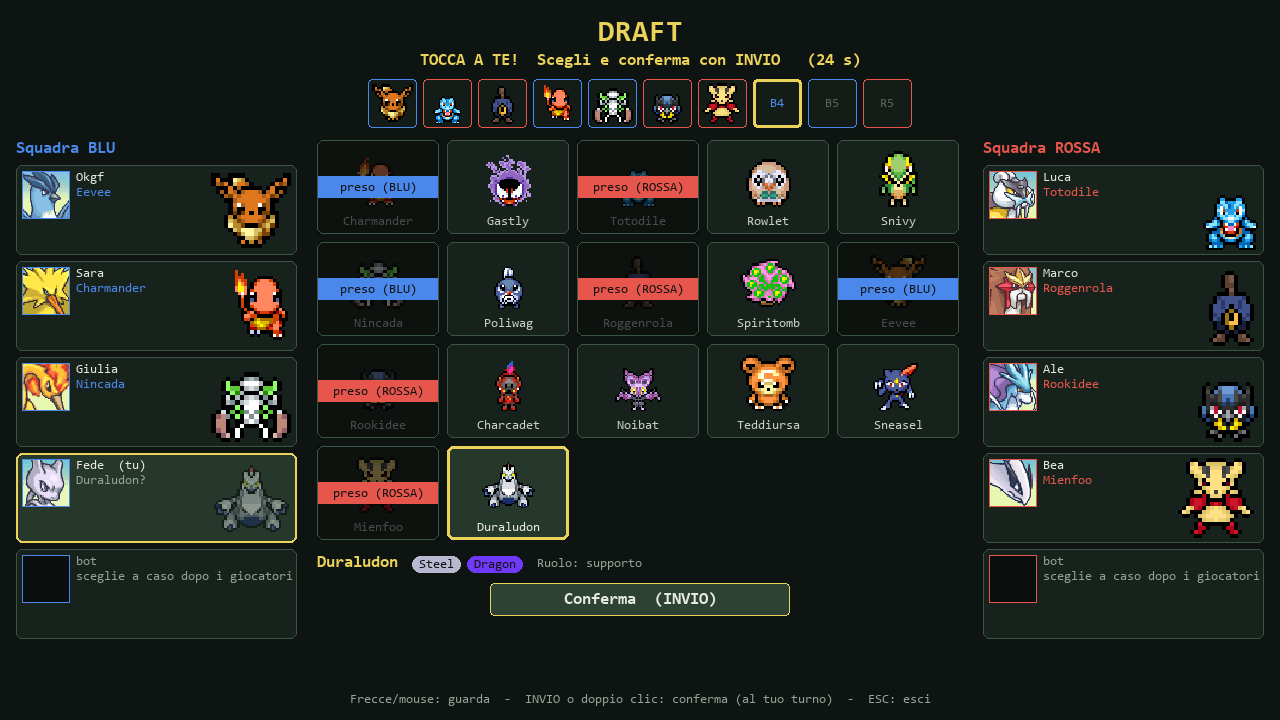 DRAFT
TOCCA A TE!  Scegli e conferma con INVIO   (24 s)
B4
B5
R5
Squadra BLU
Okgf
Eevee
Sara
Charmander
Giulia
Nincada
Fede  (tu)
Duraludon?
bot
sceglie a caso dopo i giocatori
preso (BLU)
Charmander
Gastly
preso (ROSSA)
Totodile
Rowlet
Snivy
preso (BLU)
Nincada
Poliwag
preso (ROSSA)
Roggenrola
Spiritomb
preso (BLU)
Eevee
preso (ROSSA)
Rookidee
Charcadet
Noibat
Teddiursa
Sneasel
preso (ROSSA)
Mienfoo
Duraludon
Duraludon
Steel
Dragon
Ruolo: supporto
Conferma  (INVIO)
Squadra ROSSA
Luca
Totodile
Marco
Roggenrola
Ale
Rookidee
Bea
Mienfoo
bot
sceglie a caso dopo i giocatori
Frecce/mouse: guarda  -  INVIO o doppio clic: conferma (al tuo turno)  -  ESC: esci